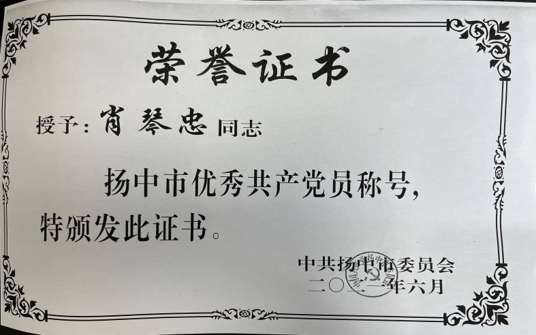 荣誉证书
授予：肖琴忠同志
扬中市优秀共产党员称号，
特颁发此证书。
中共扬中市委员会
二〇二一年六月